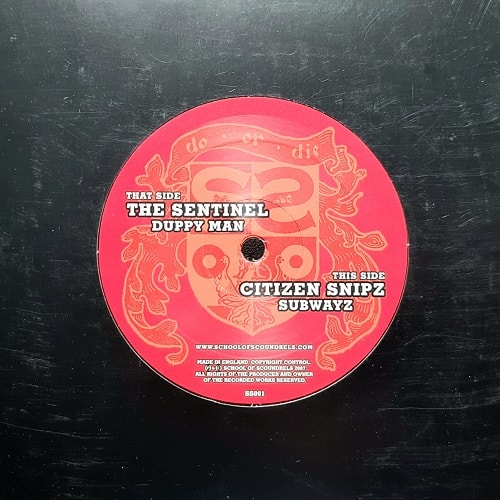 do or die
THAT SIDE
THE SENTINEL
DUPPY MAN
THIS SIDE
CITIZEN SNIPZ
SUBWAYZ
WWW.SCHOOLOFSCOUNDRELS.COM
MADE IN ENGLAND. COPYRIGHT CONTROL.
(P)+(C) SCHOOL OF SCOUNDRELS 2007.
ALL RIGHTS OF THE PRODUCER AND OWNER
OF THE RECORDED WORKS RESERVED.
SS001